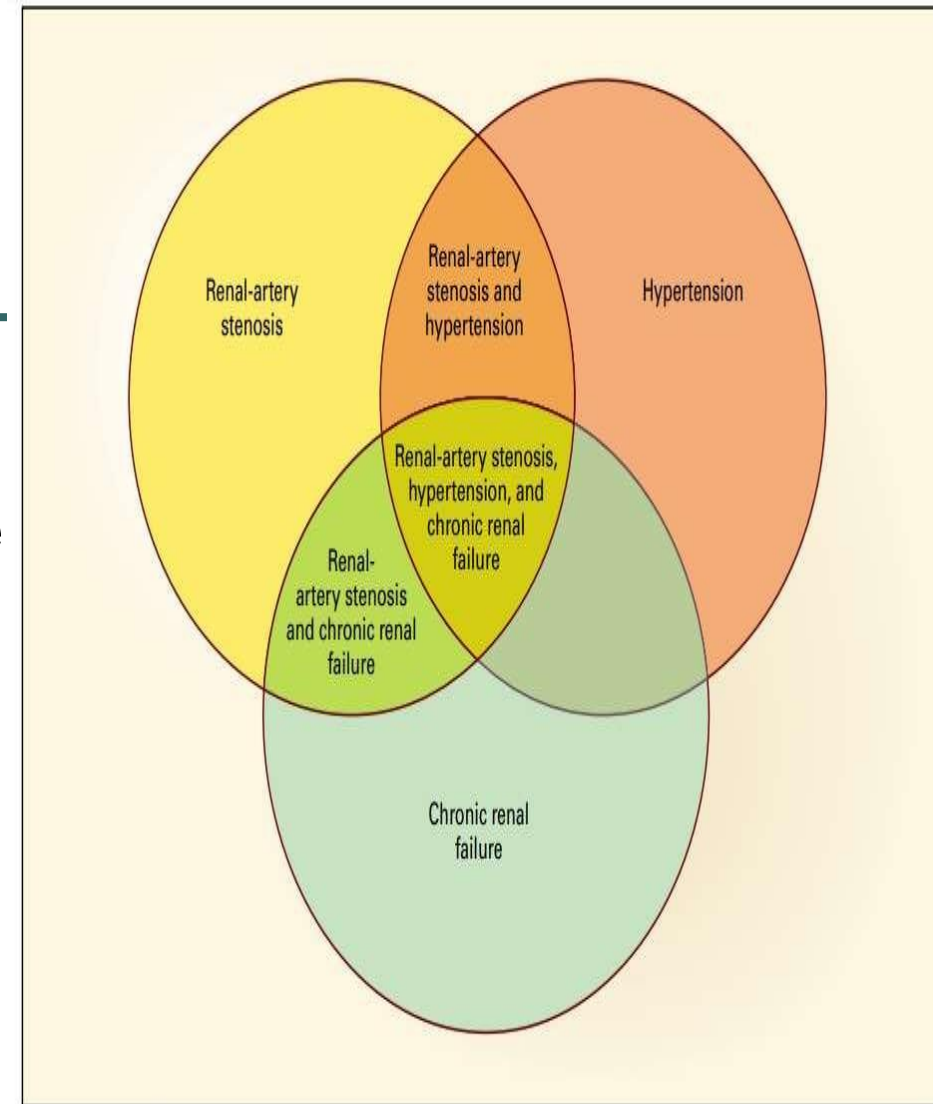 Renal-artery
stenosis
Renal-artery
stenosis and
hypertension
Hypertension
Renal-artery stenosis,
hypertension, and
chronic renal
failure
Renal-
artery stenosis
and chronic renal
failure
Chronic renal
failure